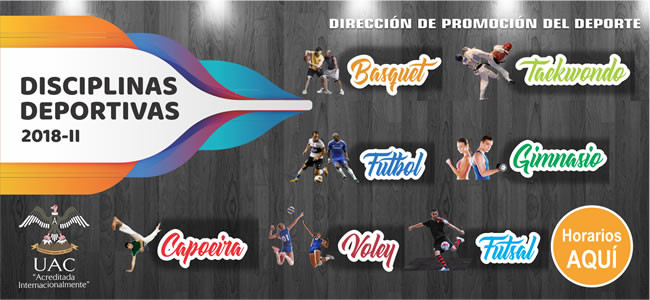 DIRECCIÓN DE PROMOCIÓN DEL DEPORTE
DISCIPLINAS
DEPORTIVAS
2018-II
Basquet
Taekwondo
Futbol
Gimnasio
Capoeira
Voley
Futsal
Horarios
AQUÍ
UAC
"Acreditada
Internacionalmente"